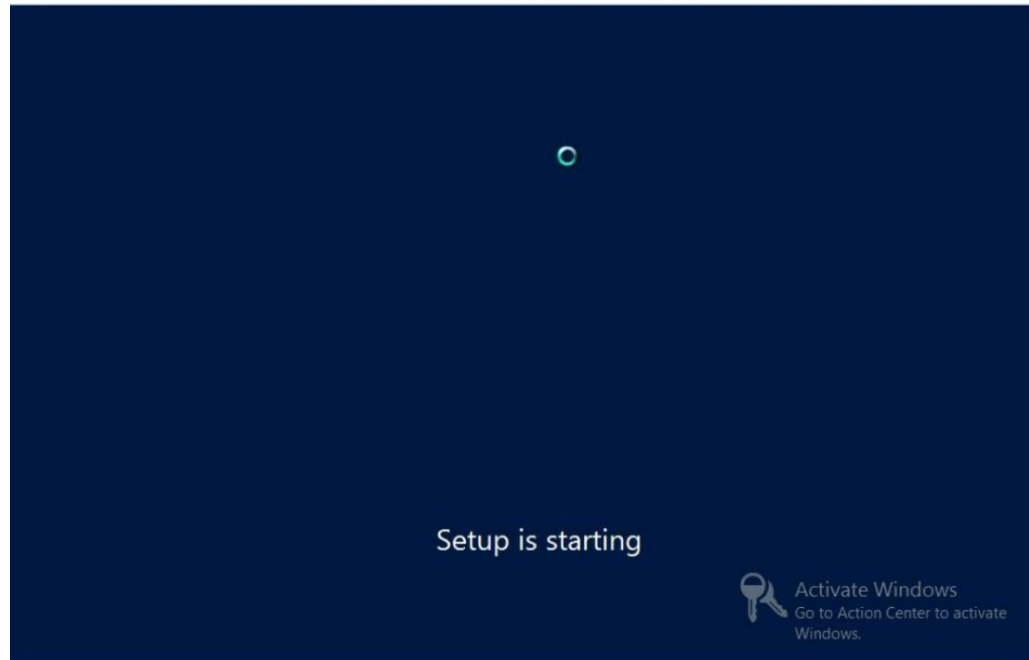 Setup is starting
Activate Windows
Go to Action Center to activate
Windows.